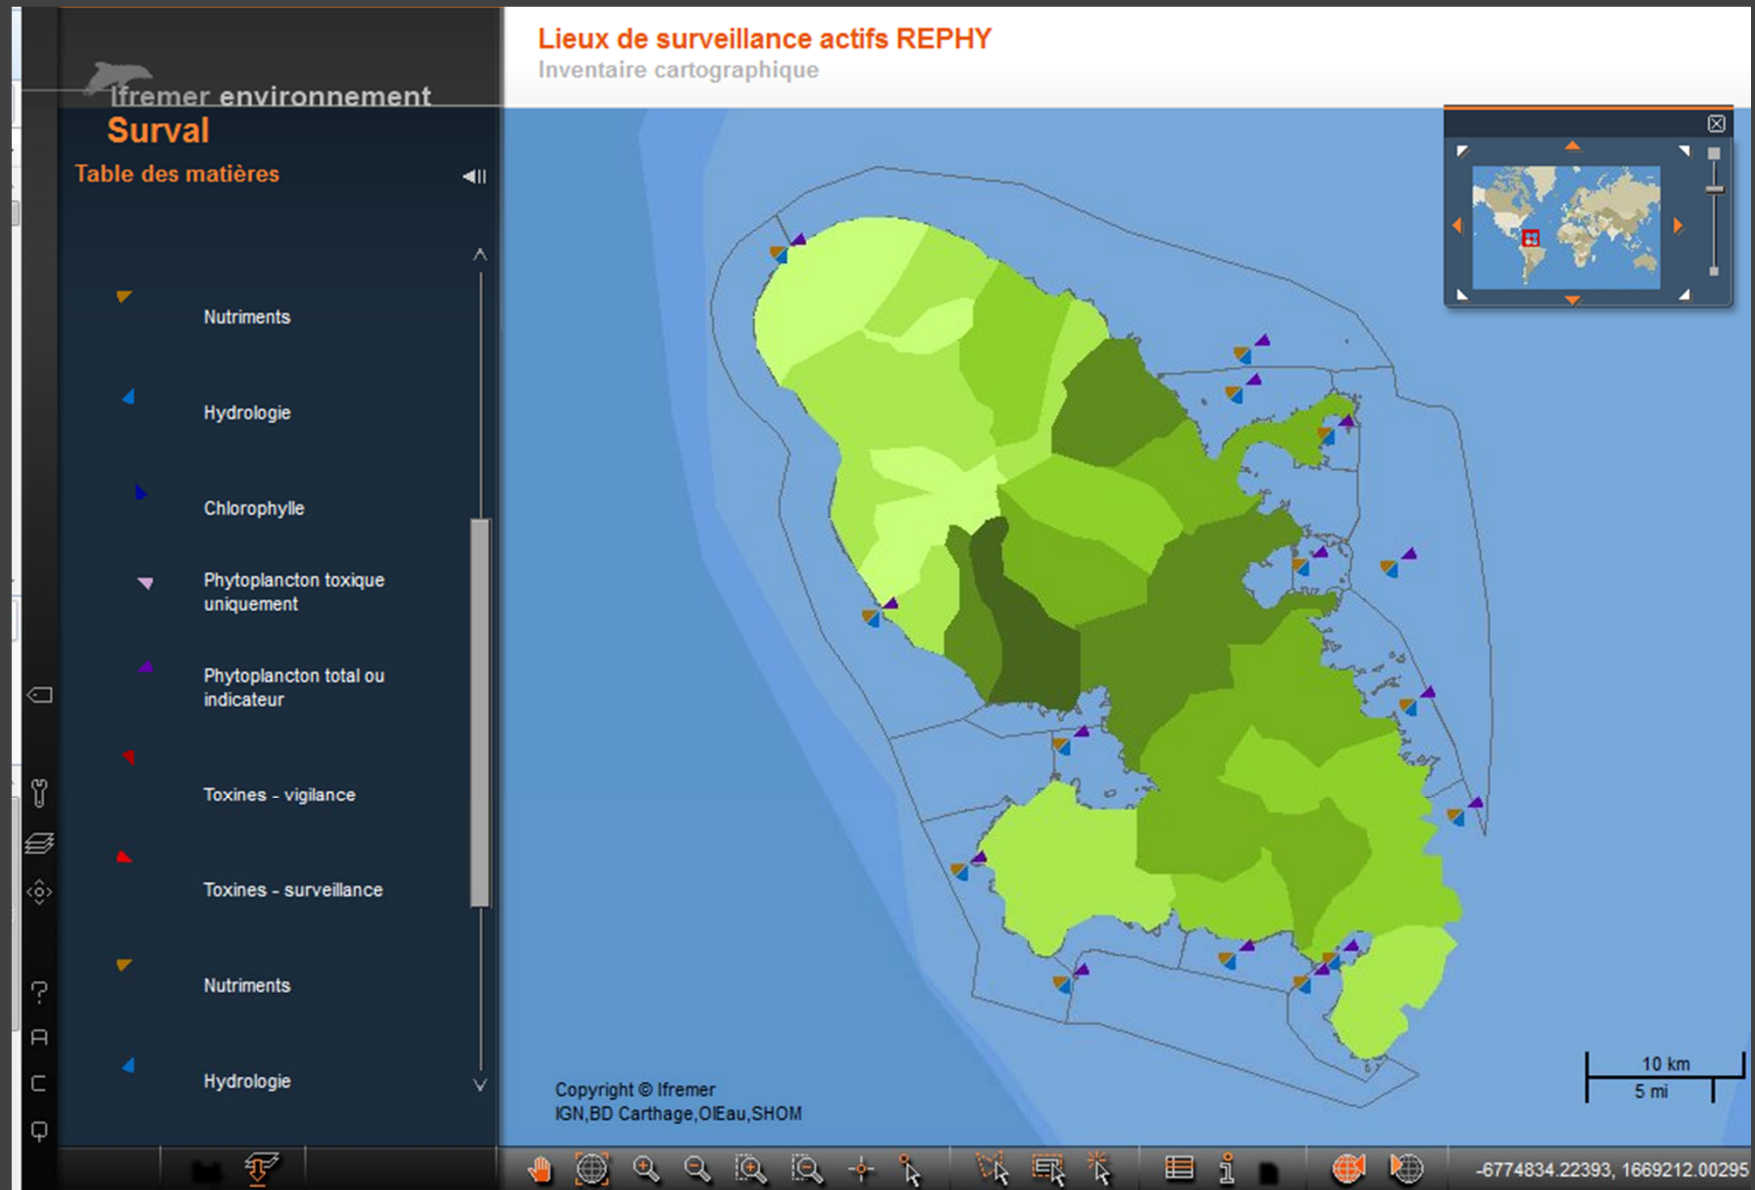 Lieux de surveillance actifs REPHY
Inventaire cartographique
Ifremer environnement
Surval
Table des matières
Nutriments
Hydrologie
Chlorophylle
Phytoplancton toxique
uniquement
Phytoplancton total ou
indicateur
Toxines - vigilance
Toxines - surveillance
Nutriments
Hydrologie
?
A
C
Copyright © Ifremer
IGN,BD Carthage,OIEau,SHOM
10 km
5 mi
-6774834.22393, 1669212.00295